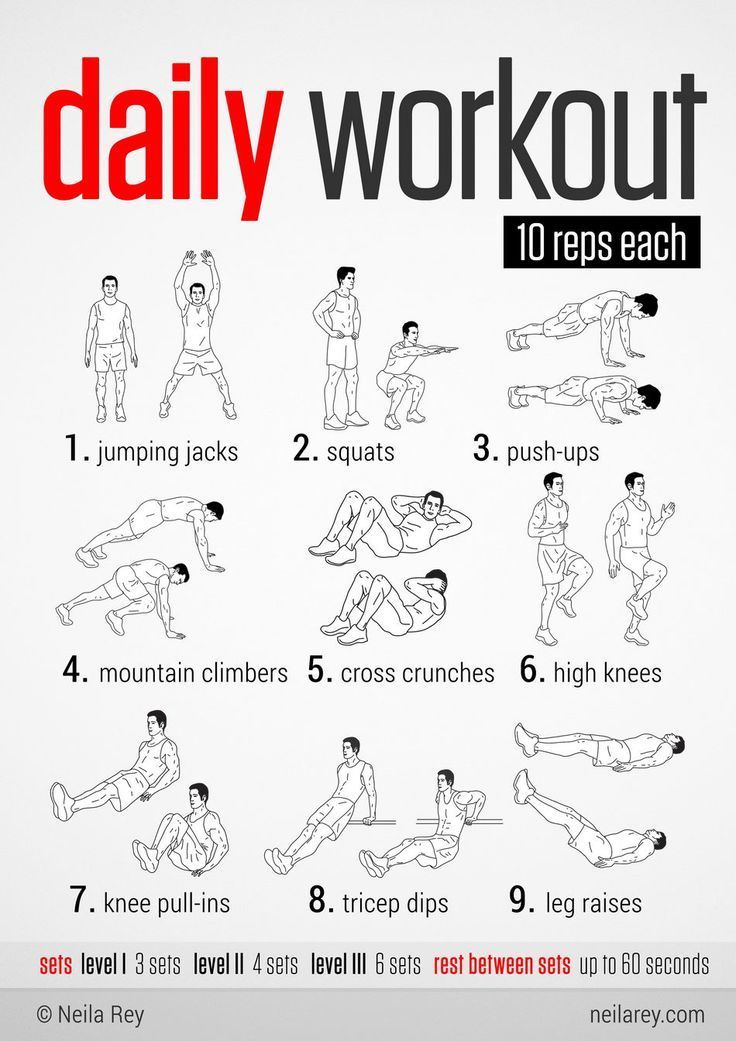 daily workout
10 reps each
1. jumping jacks 2. squats 3. push-ups
4. mountain climbers 5. cross crunches 6. high knees
7. knee pull-ins 8. tricep dips 9. leg raises
sets level I 3 sets level II 4 sets level III 6 sets rest between sets up to 60 seconds
© Neila Rey neilarey.com